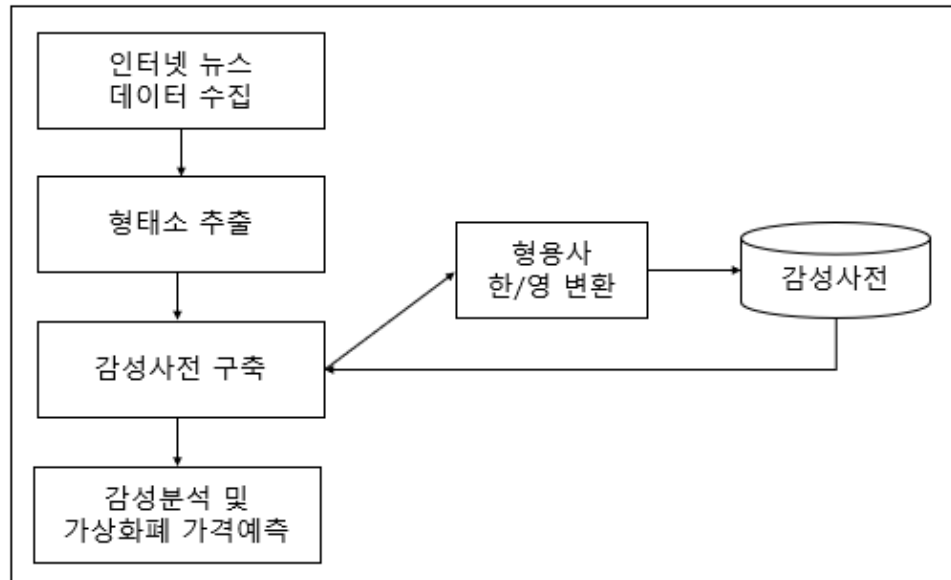 인터넷 뉴스
데이터 수집
형태소 추출
형용사
한/영 변환
감성사전
감성사전 구축
감성분석 및
가상화폐 가격예측